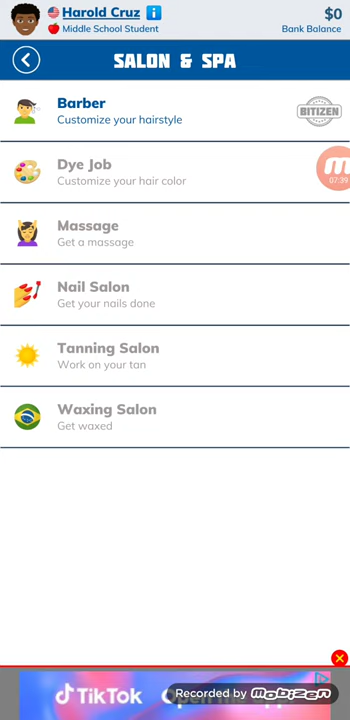 Harold Cruz
$0
Middle School Student
Bank Balance
SALON & SPA
Barber
Customize your hairstyle
BITIZEN
Dye Job
Customize your hair color
07:39
Massage
Get a massage
Nail Salon
Get your nails done
Tanning Salon
Work on your tan
Waxing Salon
Get waxed
TikTok
Recorded by Mobizen